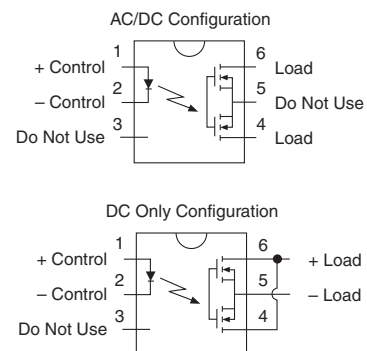 AC/DC Configuration
1
6
+ Control
Load
2
5
– Control
Do Not Use
3
4
Do Not Use
Load
DC Only Configuration
1
6
+ Control
+ Load
2
5
– Control
– Load
3
4
Do Not Use